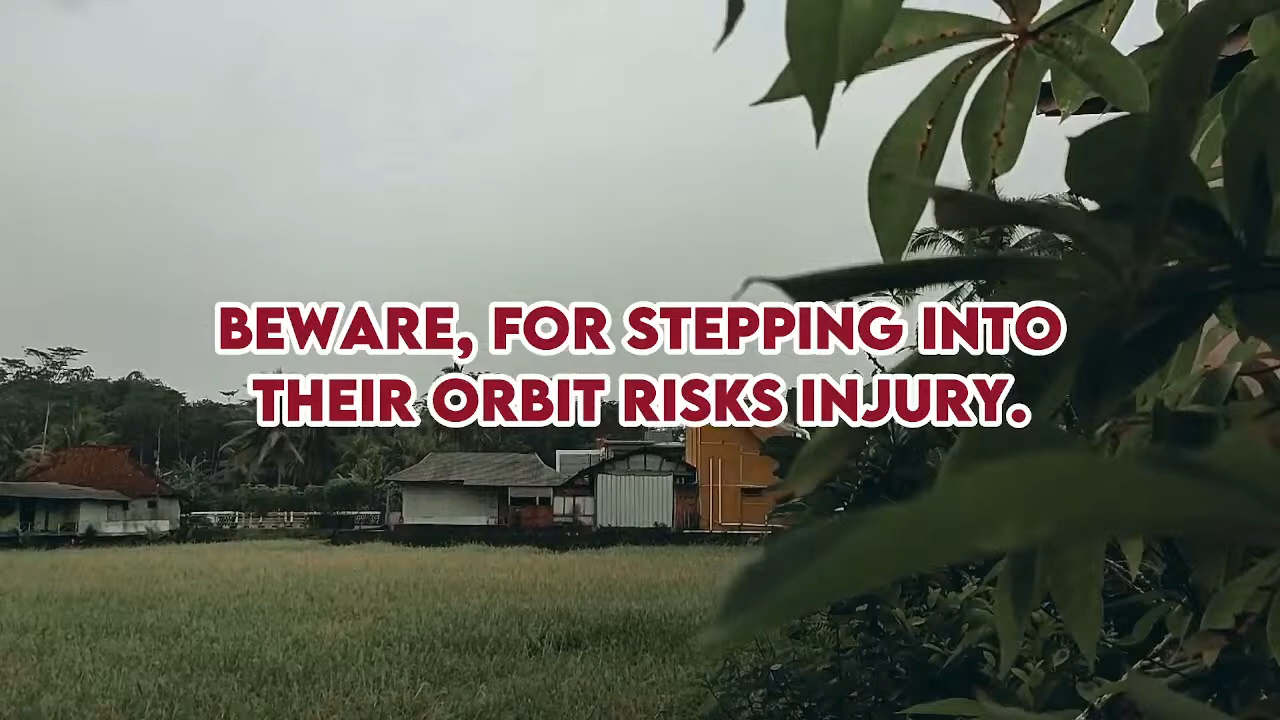 BEWARE, FOR STEPPING INTO
THEIR ORBIT RISKS INJURY.